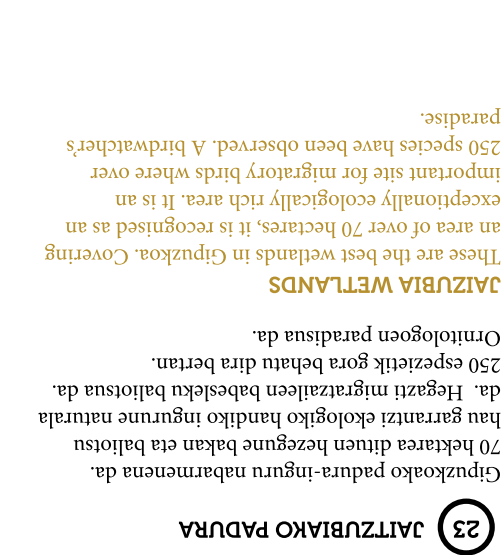 23 JAITZUBIAKO PADURA
Gipuzkoako padura-inguru nabarmenena da.
70 hektarea dituen hezegune bakan eta baliotsu
hau garrantzi ekologiko handiko ingurune naturala
da. Hegazti migratzaileen babesleku baliotsua da.
250 espezietik gora behatu dira bertan.
Ornitologoen paradisua da.
JAIZUBIA WETLANDS
These are the best wetlands in Gipuzkoa. Covering
an area of over 70 hectares, it is recognised as an
exceptionally ecologically rich area. It is an
important site for migratory birds where over
250 species have been observed. A birdwatcher's
paradise.